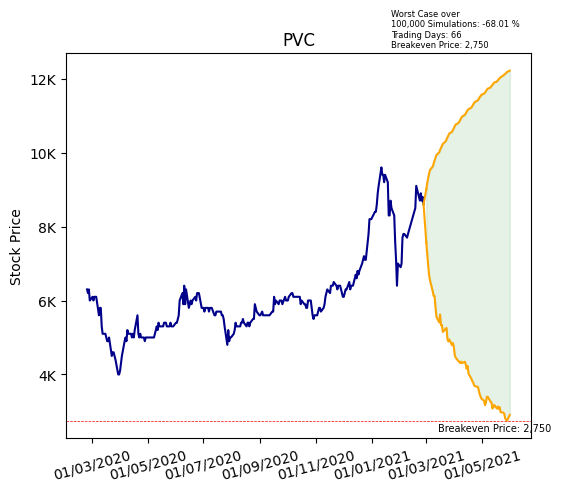 Worst Case over
100,000 Simulations: -68.01 %
Trading Days: 66
Breakeven Price: 2,750
PVC
Stock Price
12K
10K
8K
6K
4K
Breakeven Price: 2,750
01/03/2020
01/05/2020
01/07/2020
01/09/2020
01/11/2020
01/01/2021
01/03/2021
01/05/2021